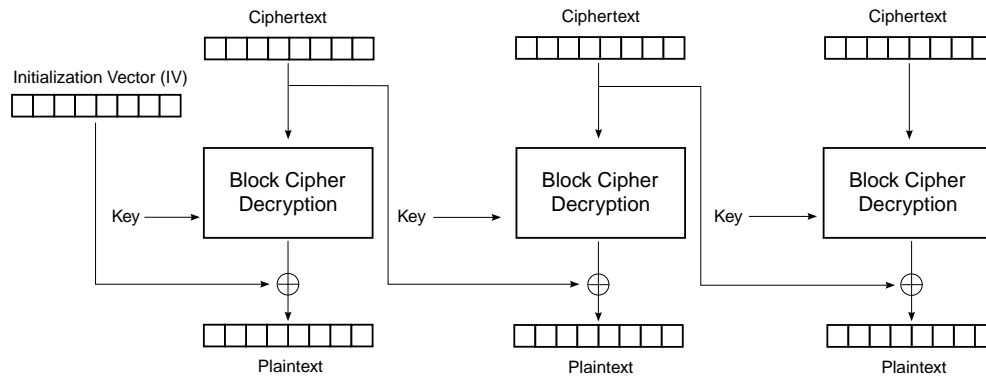 Ciphertext
Ciphertext
Ciphertext
Initialization Vector (IV)
Block Cipher
Decryption
Block Cipher
Decryption
Block Cipher
Decryption
Key
Key
Key
Plaintext
Plaintext
Plaintext